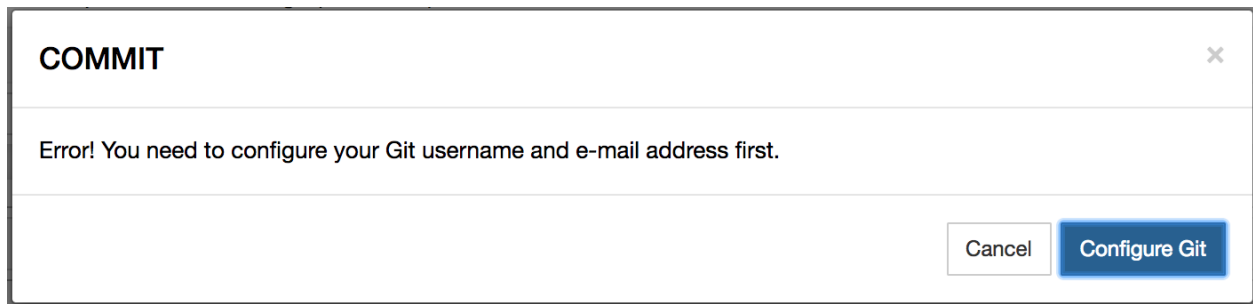 COMMIT
×
Error! You need to configure your Git username and e-mail address first.
Cancel
Configure Git